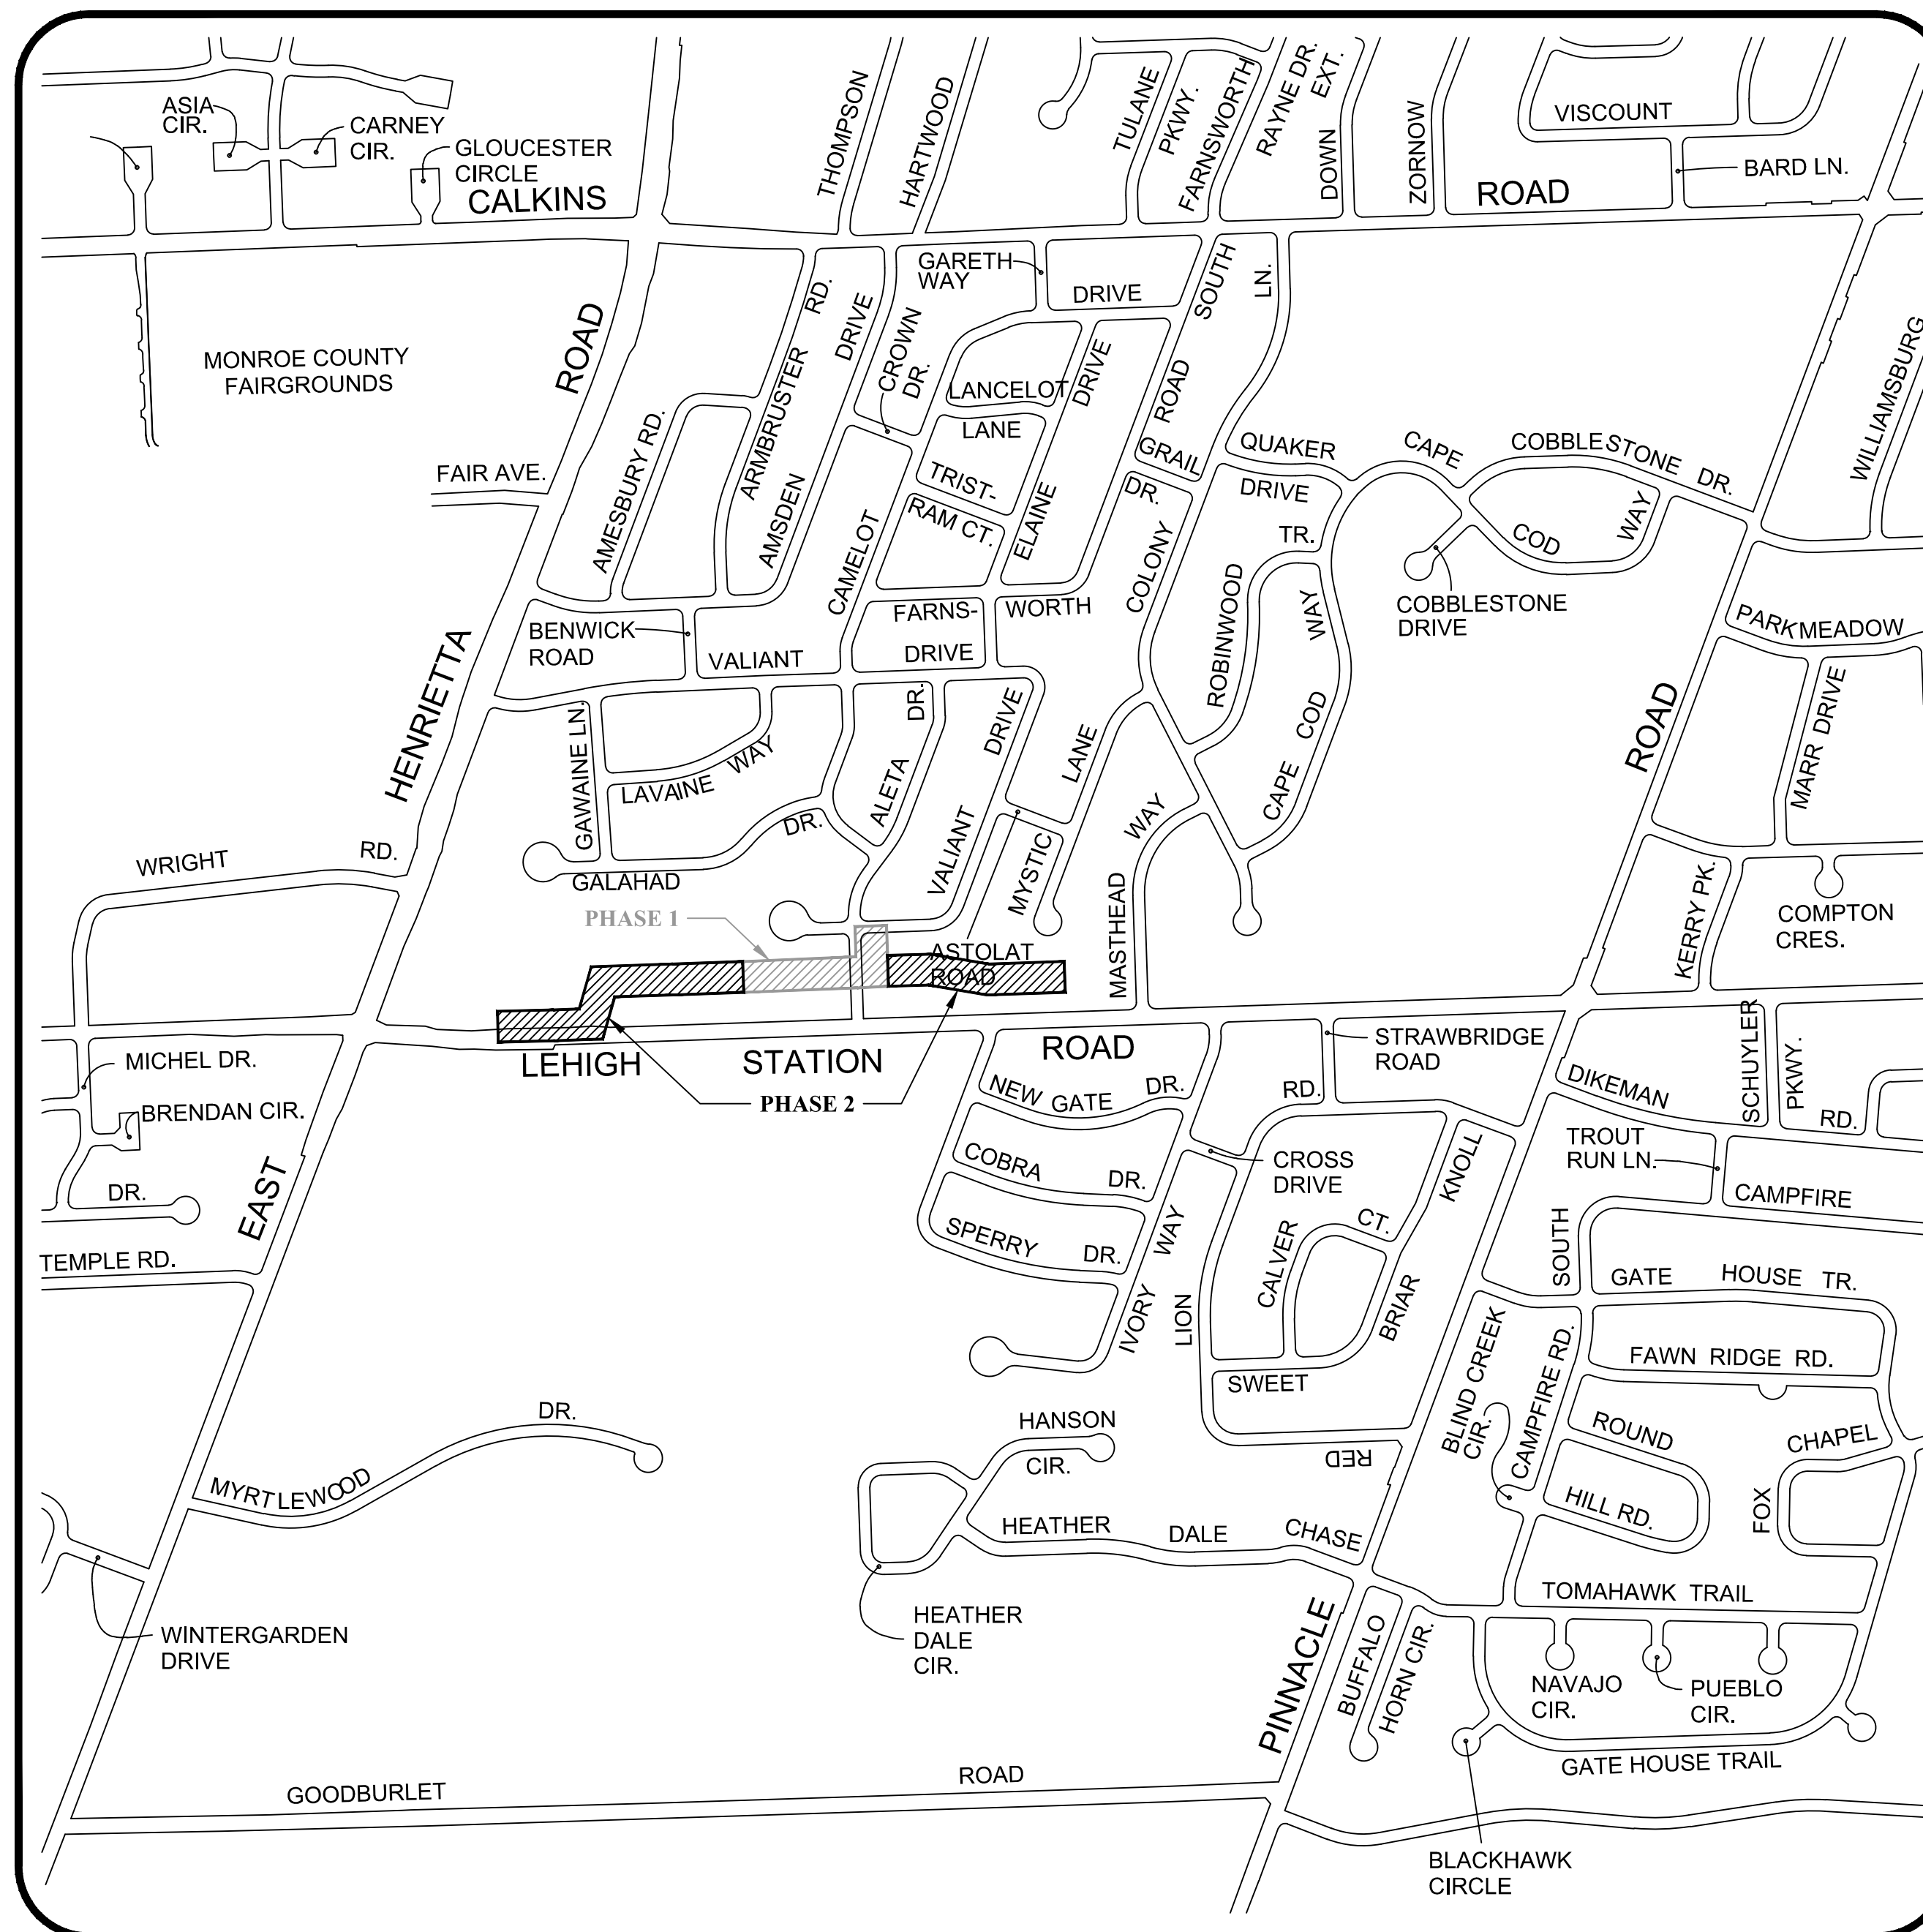 ASIA
CIR.
CARNEY
CIR.
GLOUCESTER
CIRCLE
CALKINS
ROAD
THOMPSON
HARTWOOD
TULANE
PKWY.
FARNSWORTH
RAYNE DR.
EXT.
DOWN
ZORNOW
VISCOUNT
BARD LN.
MONROE COUNTY
FAIRGROUNDS
ROAD
RD.
DRIVE
CROWN
DR.
GARETH
WAY
DRIVE
SOUTH
LN.
WILLIAMSBURG
FAIR AVE.
AMESBURY RD.
ARMBRUSTER
AMSDEN
LANCELOT
LANE
DRIVE
ROAD
TRIST-
RAM CT.
ELAINE
GRAIL
DR.
QUAKER
DRIVE
CAPE
COBBLESTONE DR.
COD
WAY
TR.
CAMELOT
COLONY
ROBINWOOD
WAY
COBBLESTONE
DRIVE
PARKMEADOW
BENWICK
ROAD
FARNS-
WORTH
VALIANT
DRIVE
HENRIETTA
GAWAINE LN.
LAVAINE
WAY
DR.
ALETA
DR.
DRIVE
VALIANT
LANE
MYSTIC
WAY
MASTHEAD
CAPE
COD
ROAD
MARR DRIVE
WRIGHT
RD.
GALAHAD
KERRY PK.
COMPTON
CRES.
PHASE 1
ASTOLAT
ROAD
LEHIGH
STATION
ROAD
STRAWBRIDGE
ROAD
MICHEL DR.
BRENDAN CIR.
PHASE 2
NEW GATE DR.
RD.
DIKEMAN
SCHUYLER
PKWY.
RD.
TROUT
RUN LN.
CAMPFIRE
DR.
EAST
COBRA
DR.
CROSS
DRIVE
KNOLL
SPERRY
DR.
WAY
IVORY
LION
CALVER
CT.
BRIAR
SOUTH
TEMPLE RD.
GATE HOUSE TR.
BLIND CREEK
CIR.
CAMPFIRE RD.
FAWN RIDGE RD.
SWEET
RED
MYRTLEWOOD
DR.
HANSON
CIR.
ROUND
HILL RD.
CHAPEL
FOX
HEATHER
DALE
CHASE
WINTERGARDEN
DRIVE
HEATHER
DALE
CIR.
PINNACLE
BUFFALO
HORN CIR.
TOMAHAWK TRAIL
NAVAJO
CIR.
PUEBLO
CIR.
GATE HOUSE TRAIL
GOODBURLET
ROAD
BLACKHAWK
CIRCLE